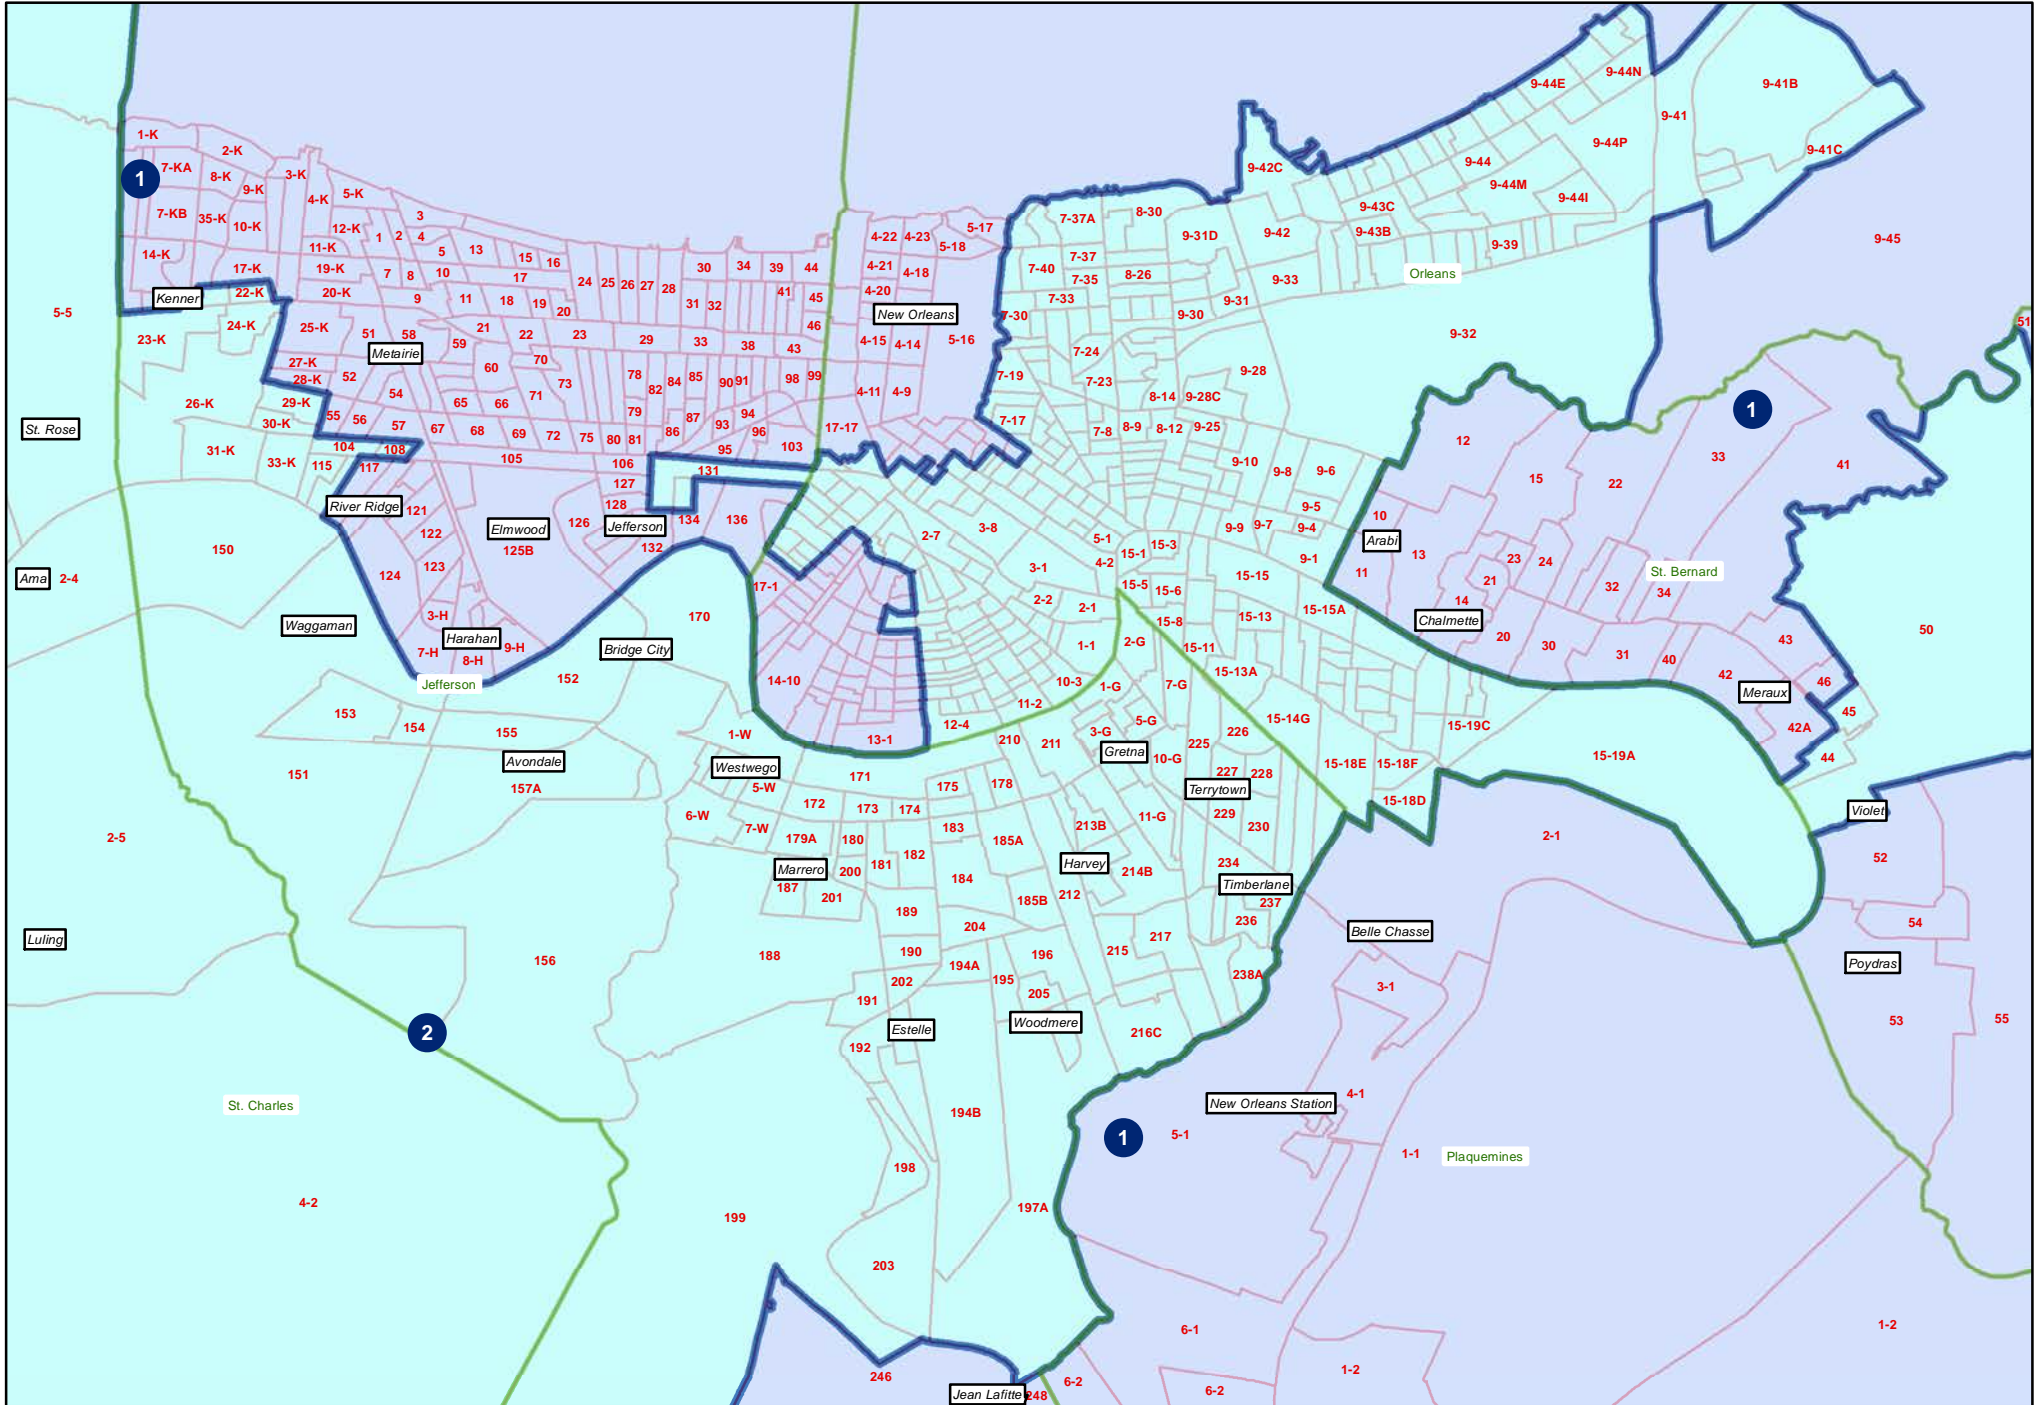 9-44E
9-44N
9-41B
9-41
9-44P
9-41C
1-K
2-K
7-KA
8-K
9-K
3-K
4-K
5-K
1
7-KB
35-K
10-K
12-K
11-K
14-K
17-K
19-K
20-K
22-K
24-K
23-K
Kenner
25-K
27-K
28-K
29-K
30-K
26-K
31-K
33-K
3
1
2
4
5
13
15
16
7
8
10
17
9
11
18
19
20
24
25
26
27
28
30
34
39
44
31
32
41
45
46
51
58
59
21
22
23
29
33
38
43
Metairie
52
54
60
70
71
73
78
82
84
85
90
91
98
99
55
56
57
65
66
67
68
69
72
75
79
80
81
86
87
93
94
95
96
103
104
108
105
106
115
117
127
128
131
134
136
River Ridge
121
122
123
124
Elmwood
125B
126
Jefferson
132
3-H
Harahan
7-H
8-H
9-H
Jefferson
4-22
4-23
5-17
5-18
4-21
4-18
4-20
New Orleans
4-15
4-14
5-16
4-11
4-9
17-17
7-37A
8-30
9-31D
9-42C
9-42
9-43C
9-43B
9-44
9-44M
9-44I
9-39
9-45
Orleans
7-40
7-37
7-35
8-26
7-33
9-33
9-31
9-30
7-30
9-32
7-24
7-23
7-19
7-17
9-28
9-28C
8-14
7-8
8-9
8-12
9-25
9-10
9-8
9-6
9-5
9-4
9-7
9-9
9-1
5-5
St. Rose
Ama
2-4
150
Waggaman
Bridge City
170
152
153
154
155
151
Avondale
157A
2-5
Luling
156
2
St. Charles
4-2
2-7
3-8
5-1
4-2
15-1
15-3
3-1
15-5
15-6
15-15
15-15A
2-2
2-1
15-8
15-13
1-1
2-G
15-11
15-13A
17-1
14-10
13-1
12-4
11-2
10-3
1-G
7-G
5-G
3-G
Gretna
10-G
225
226
227
228
Terrytown
229
230
15-14G
15-18E
15-18F
15-18D
15-19C
15-19A
1
51
12
15
22
33
41
10
Arabi
13
11
23
24
21
14
Chalmette
20
30
32
34
St. Bernard
31
40
42
43
46
Meraux
42A
45
44
50
Violet
52
54
Poydras
53
55
1-W
Westwego
5-W
6-W
7-W
171
172
173
174
175
178
179A
180
181
182
183
184
185A
185B
Marrero
187
200
201
189
188
190
202
191
192
Estelle
194A
194B
195
196
204
205
Woodmere
210
211
213B
11-G
Harvey
212
214B
215
217
216C
234
Timberlane
237
236
238A
198
203
199
197A
246
Jean Lafitte
248
2-1
Belle Chasse
3-1
New Orleans Station
4-1
1
5-1
1-1
Plaquemines
6-1
1-2
6-2
6-2
1-2